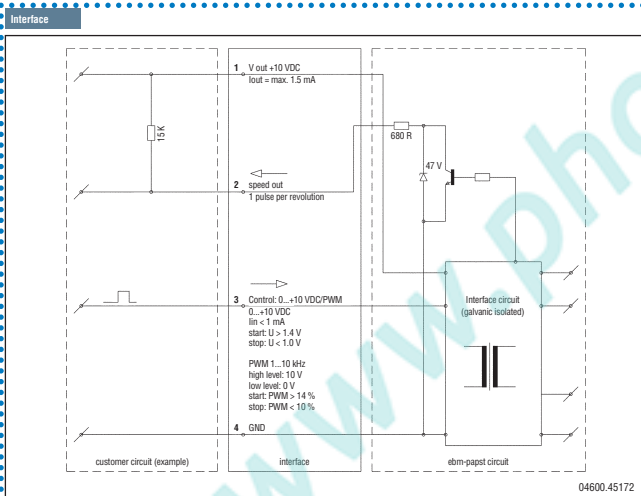 Interface
1 V out +10 VDC
Iout = max. 1.5 mA
15 K
680 R
47 V
2 speed out
1 pulse per revolution
3 Control: 0...+10 VDC/PWM
0...+10 VDC
Iin < 1 mA
start: U > 1.4 V
stop: U < 1.0 V
PWM 1...10 kHz
high level: 10 V
low level: 0 V
start: PWM > 14 %
stop: PWM < 10 %
Interface circuit
(galvanic isolated)
4 GND
customer circuit (example)
interface
ebm-papst circuit
04600.45172
www.pho